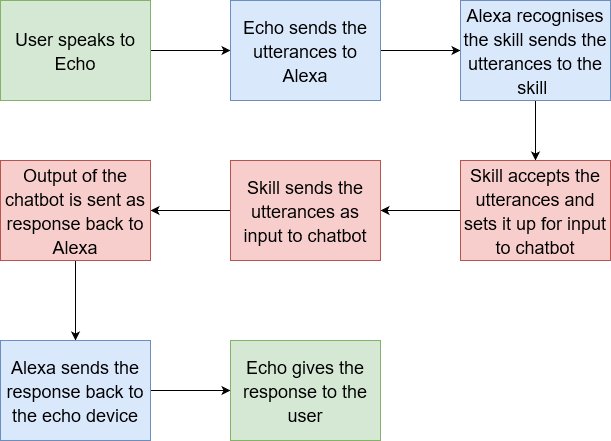 User speaks to
Echo
Echo sends the
utterances to
Alexa
Alexa recognises
the skill sends the
utterances to the
skill
Skill accepts the
utterances and
sets it up for input
to chatbot
Skill sends the
utterances as
input to chatbot
Output of the
chatbot is sent as
response back to
Alexa
Alexa sends the
response back to
the echo device
Echo gives the
response to the
user